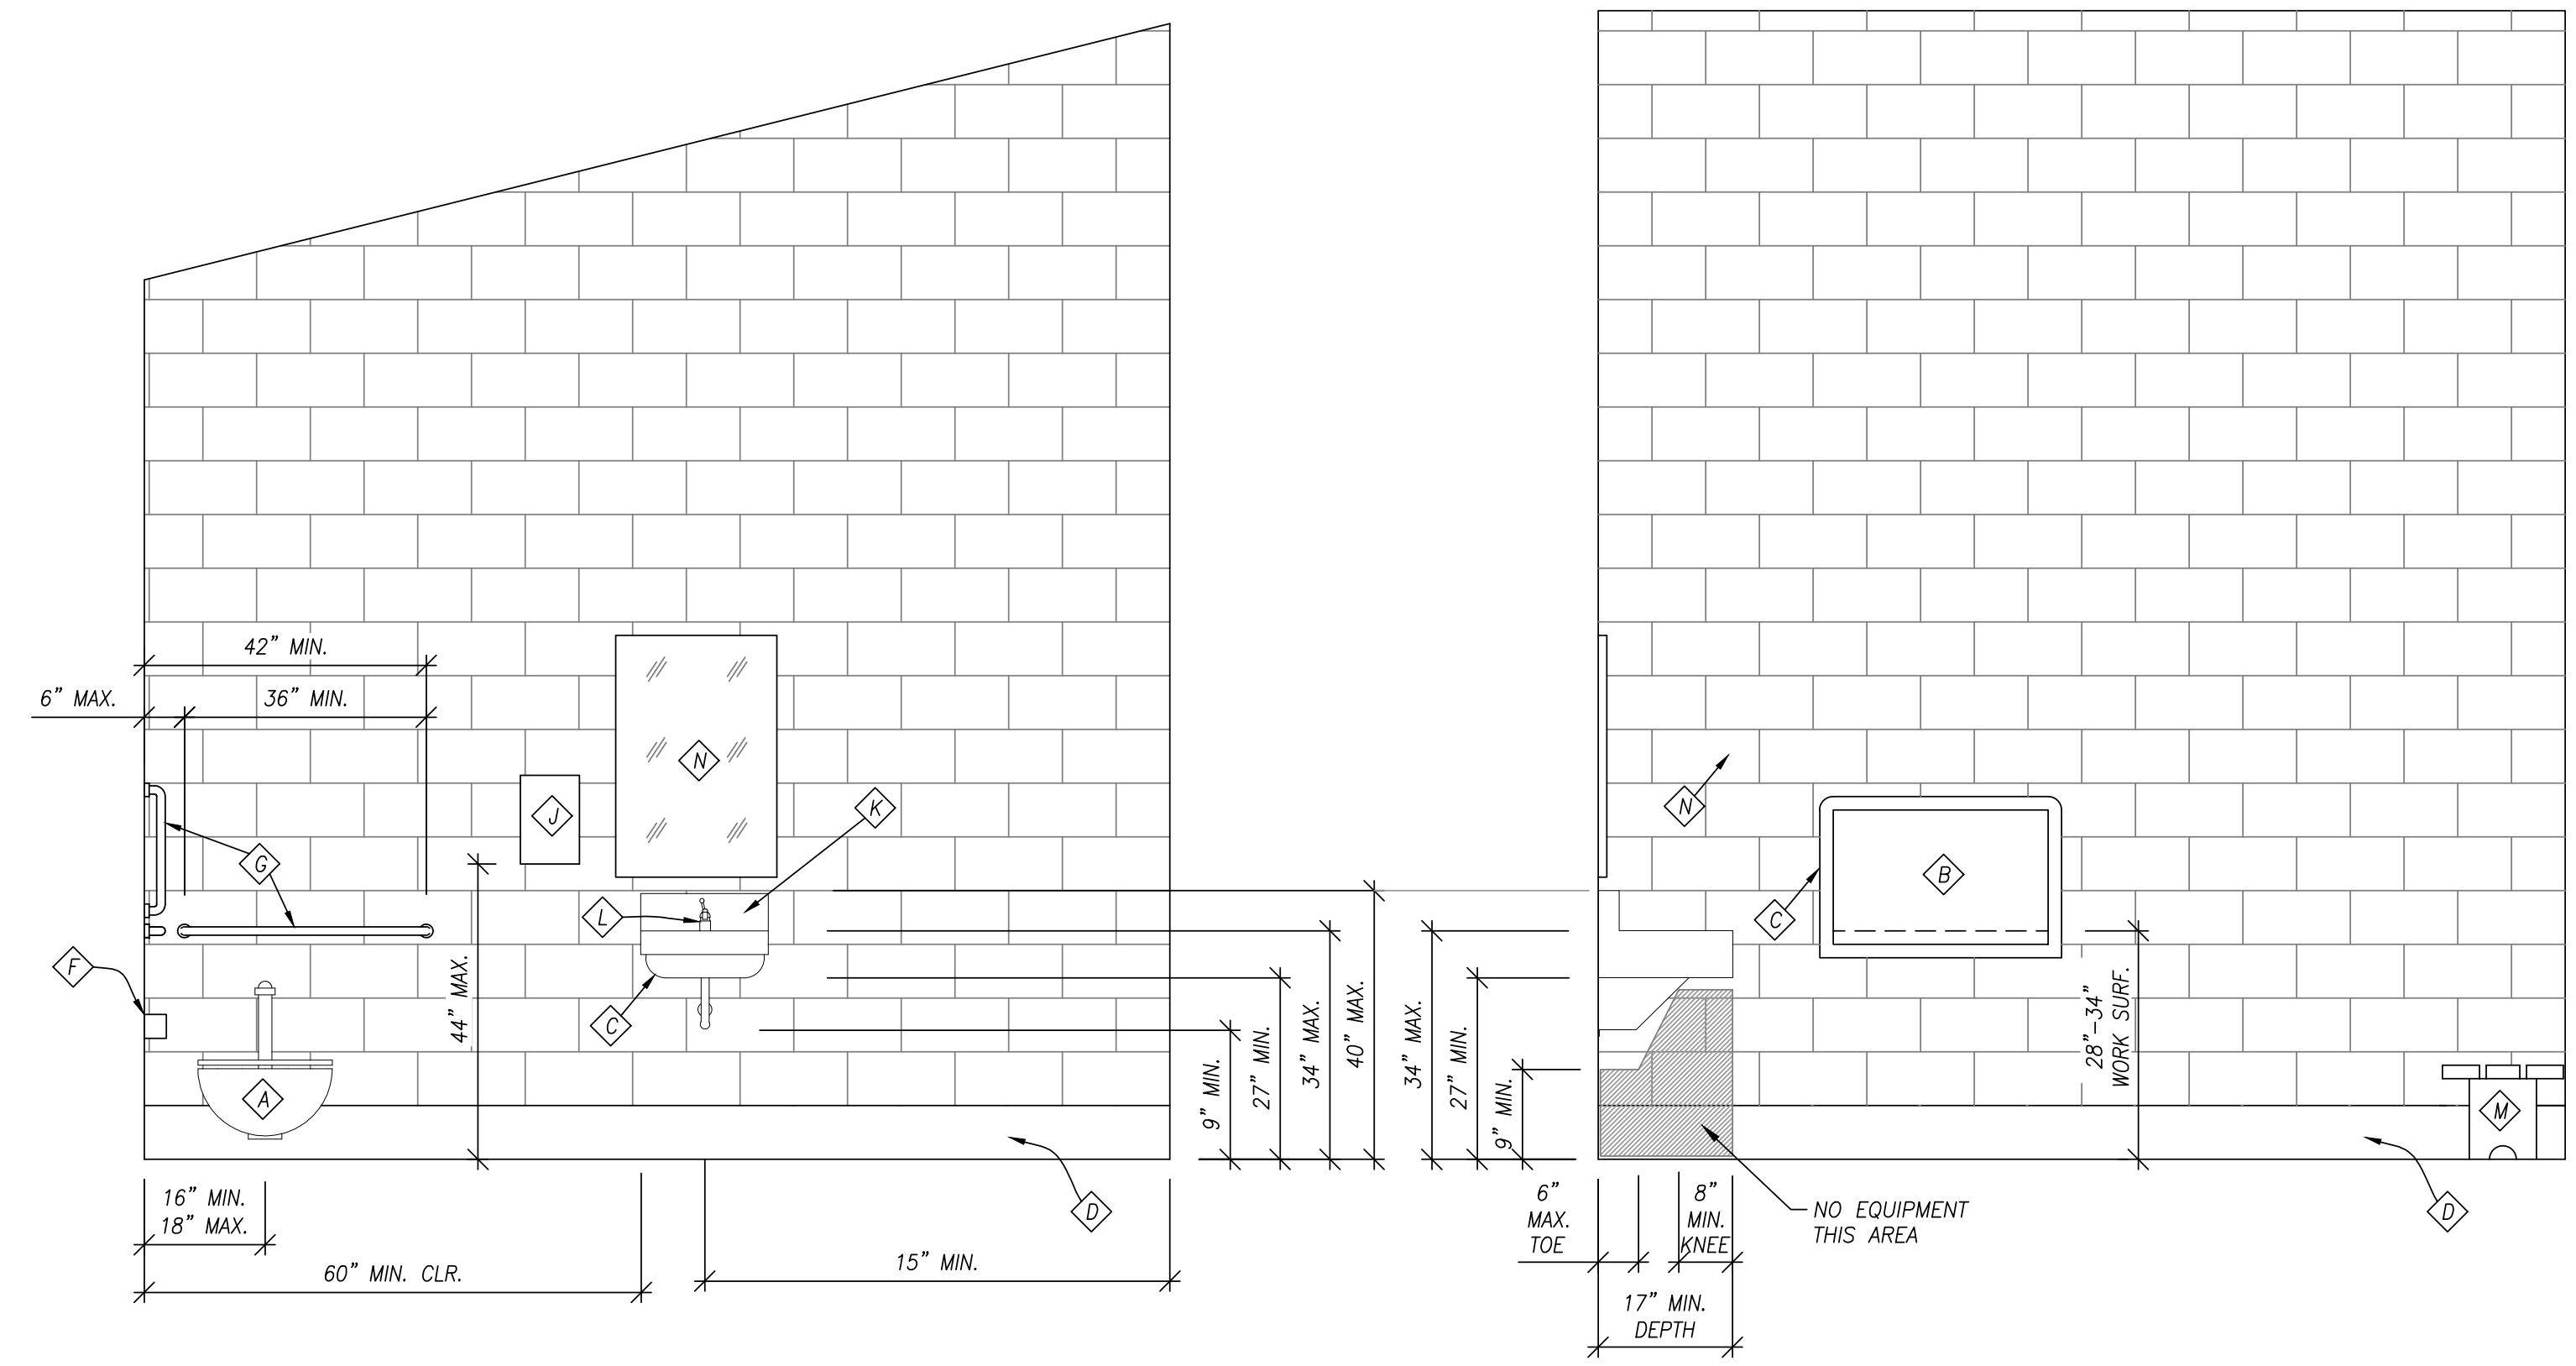 42” MIN.
6” MAX.
36” MIN.
N
J
K
G
L
F
C
A
44” MAX.
9” MIN.
27” MIN.
34” MAX.
40” MAX.
16” MIN.
18” MAX.
60” MIN. CLR.
15” MIN.
D
N
B
C
34” MAX.
27” MIN.
9” MIN.
28”-34”
WORK SURF.
M
6”
MAX.
TOE
8”
MIN.
KNEE
NO EQUIPMENT
THIS AREA
17” MIN.
DEPTH
D